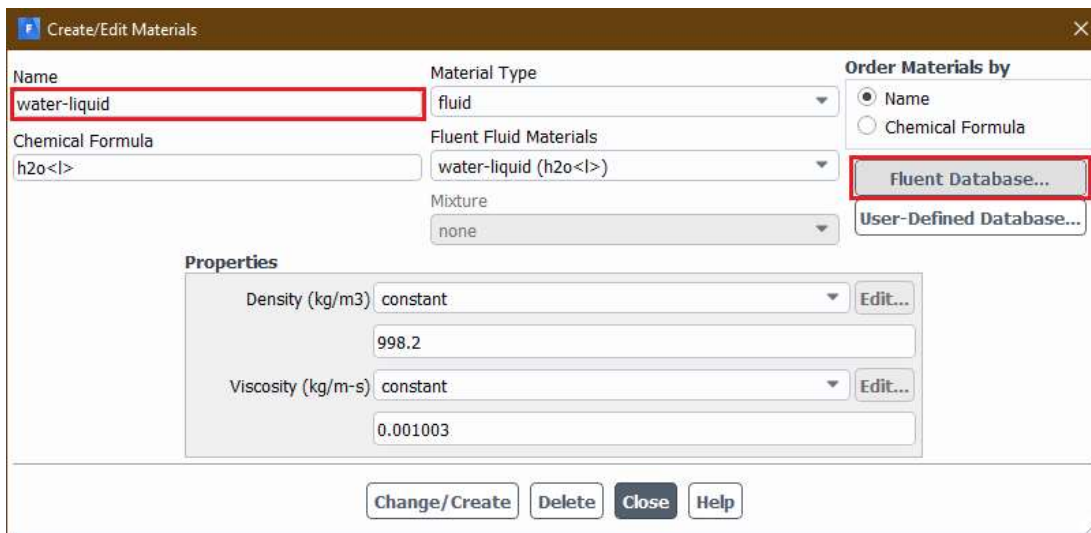 Create/Edit Materials
Name
water-liquid
Chemical Formula
h2o<l>
Material Type
fluid
Fluent Fluid Materials
water-liquid (h2o<l>)
Mixture
none
Order Materials by
Name
Chemical Formula
Fluent Database...
User-Defined Database...
Properties
Density (kg/m3) constant Edit...
998.2
Viscosity (kg/m-s) constant Edit...
0.001003
Change/Create Delete Close Help